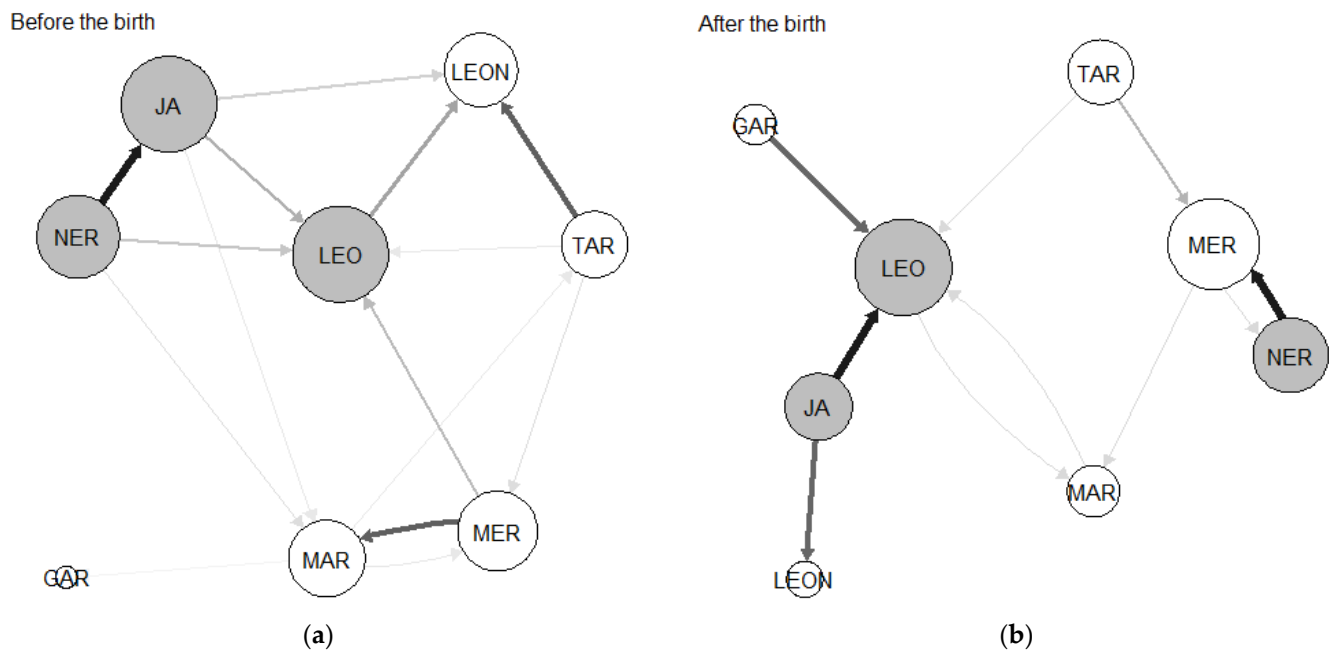 Before the birth
LEON
JA
NER
LEO
TAR
MER
MAR
GAR
(a)
After the birth
TAR
GAR
MER
LEO
NER
JA
MAR
LEON
(b)